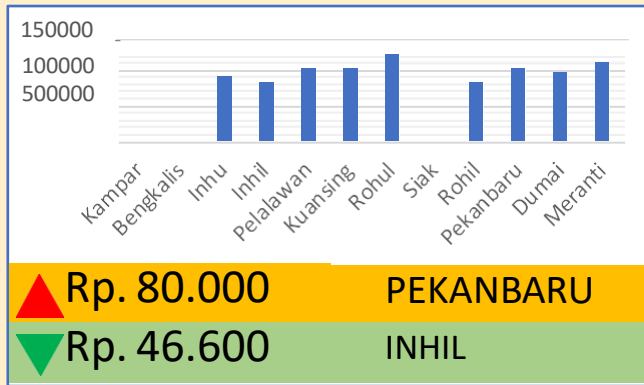 150000
100000
500000
Kampar
Bengkalis
Inhu
Inhil
Pelalawan
Kuansing
Rohul
Siak
Rohil
Pekanbaru
Dumai
Meranti
Rp. 80.000 PEKANBARU
Rp. 46.600 INHIL